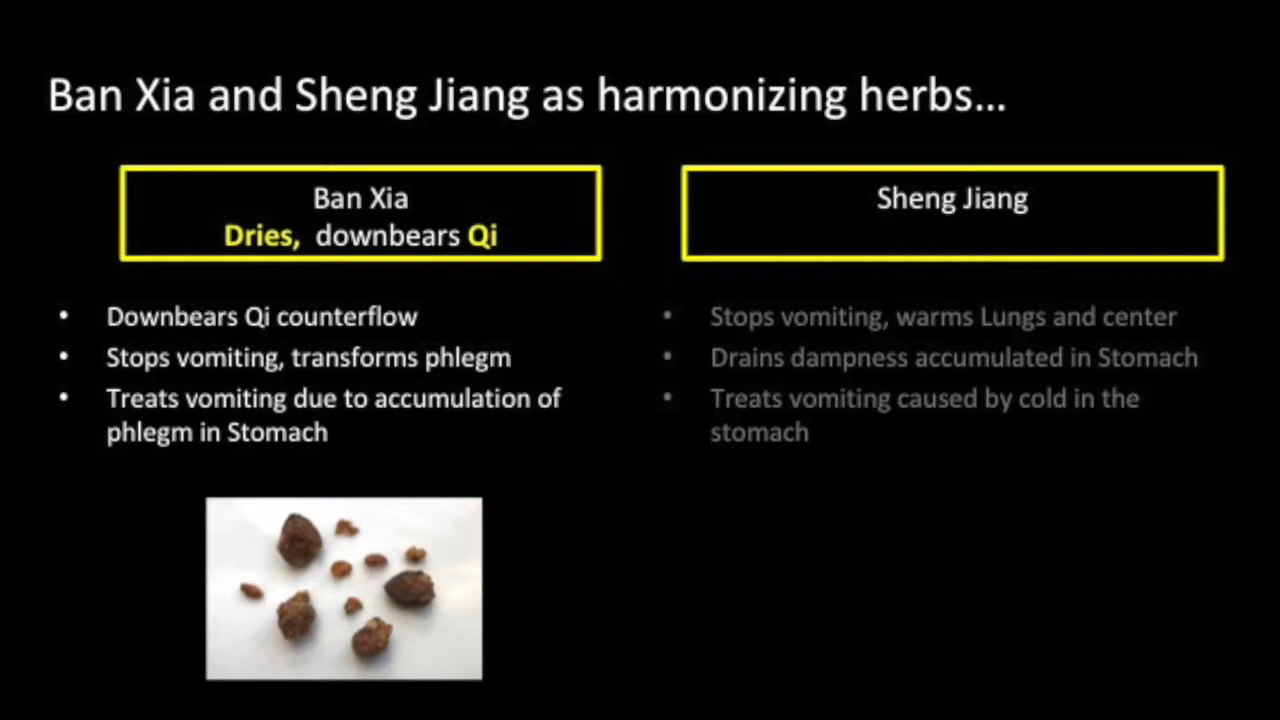 Ban Xia and Sheng Jiang as harmonizing herbs...
Ban Xia
Dries, downbears Qi
• Downbears Qi counterflow
• Stops vomiting, transforms phlegm
• Treats vomiting due to accumulation of
phlegm in Stomach
Sheng Jiang
• Stops vomiting, warms Lungs and center
• Drains dampness accumulated in Stomach
• Treats vomiting caused by cold in the
stomach